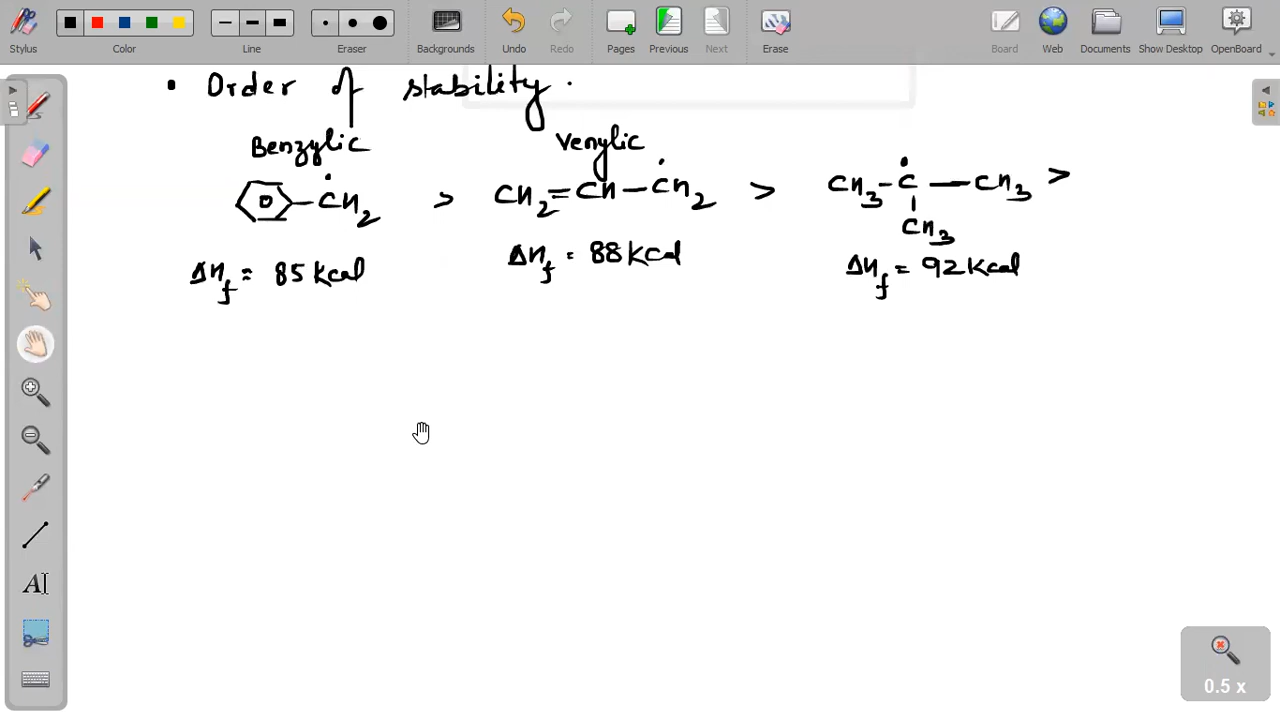 Stylus Color Line Eraser Backgrounds Undo Redo Pages Previous Next Erase Board Web Documents Show Desktop OpenBoard
• Order of stability.
Benzylic Venylic
ĊH2 > CH2=CH–ĊH2 > CH3–Ċ–CH3 >
CH3
ΔHf = 85 kcal ΔHf = 88 kcal ΔHf = 92 kcal
AI
0.5 x